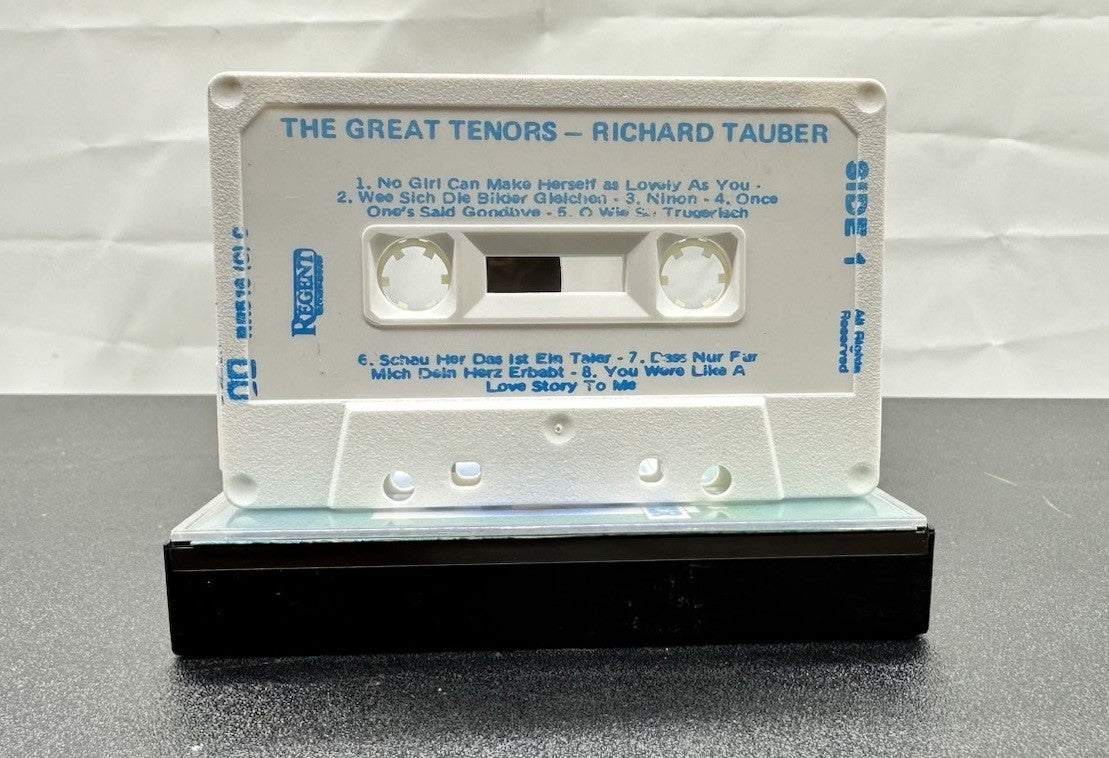 THE GREAT TENORS – RICHARD TAUBER
1. No Girl Can Make Herself as Lovely As You -
2. Wee Sich Die Bilder Gleichen - 3. Ninon - 4. Once
One's Said Goodbye - 5. O Wie So Trugerisch
SIDE 1
REGENT
All Rights
Reserved
6. Schau Her Das Ist Ein Taler - 7. Dass Nur Fur
Mich Dein Herz Erbebt - 8. You Were Like A
Love Story To Me